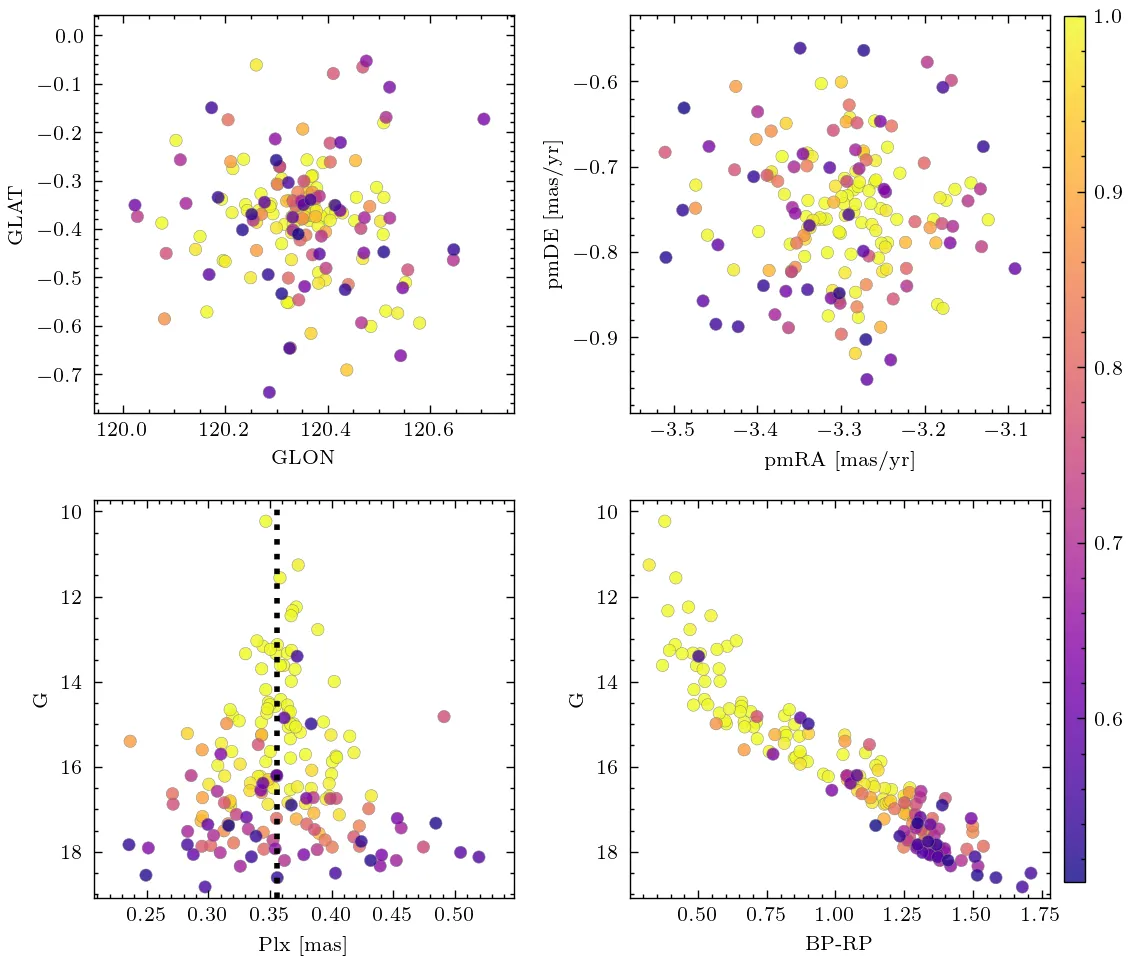 0.0
−0.1
−0.2
−0.3
−0.4
−0.5
−0.6
−0.7
GLAT
120.0 120.2 120.4 120.6
GLON
−0.6
−0.7
−0.8
−0.9
pmDE [mas/yr]
−3.5 −3.4 −3.3 −3.2 −3.1
pmRA [mas/yr]
10
12
14
16
18
G
0.25 0.30 0.35 0.40 0.45 0.50
Plx [mas]
10
12
14
16
18
G
0.50 0.75 1.00 1.25 1.50 1.75
BP-RP
1.0
0.9
0.8
0.7
0.6